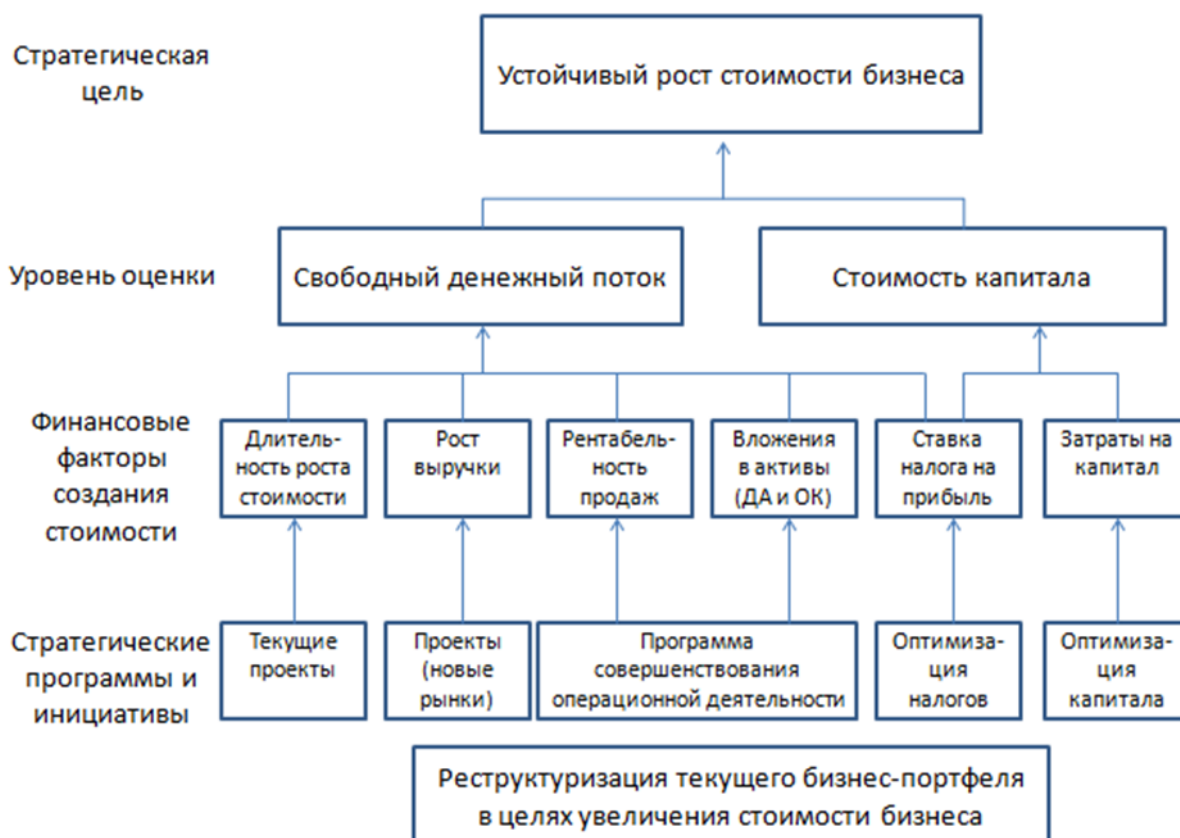 Стратегическая
цель
Устойчивый рост стоимости бизнеса
Уровень оценки
Свободный денежный поток
Стоимость капитала
Финансовые
факторы
создания
стоимости
Длитель-
ность роста
стоимости
Рост
выручки
Рентабель-
ность
продаж
Вложения
в активы
(ДА и ОК)
Ставка
налога на
прибыль
Затраты на
капитал
Стратегические
программы и
инициативы
Текущие
проекты
Проекты
(новые
рынки)
Программа
совершенствования
операционной деятельности
Оптимиза-
ция
налогов
Оптимиза-
ция
капитала
Реструктуризация текущего бизнес-портфеля
в целях увеличения стоимости бизнеса